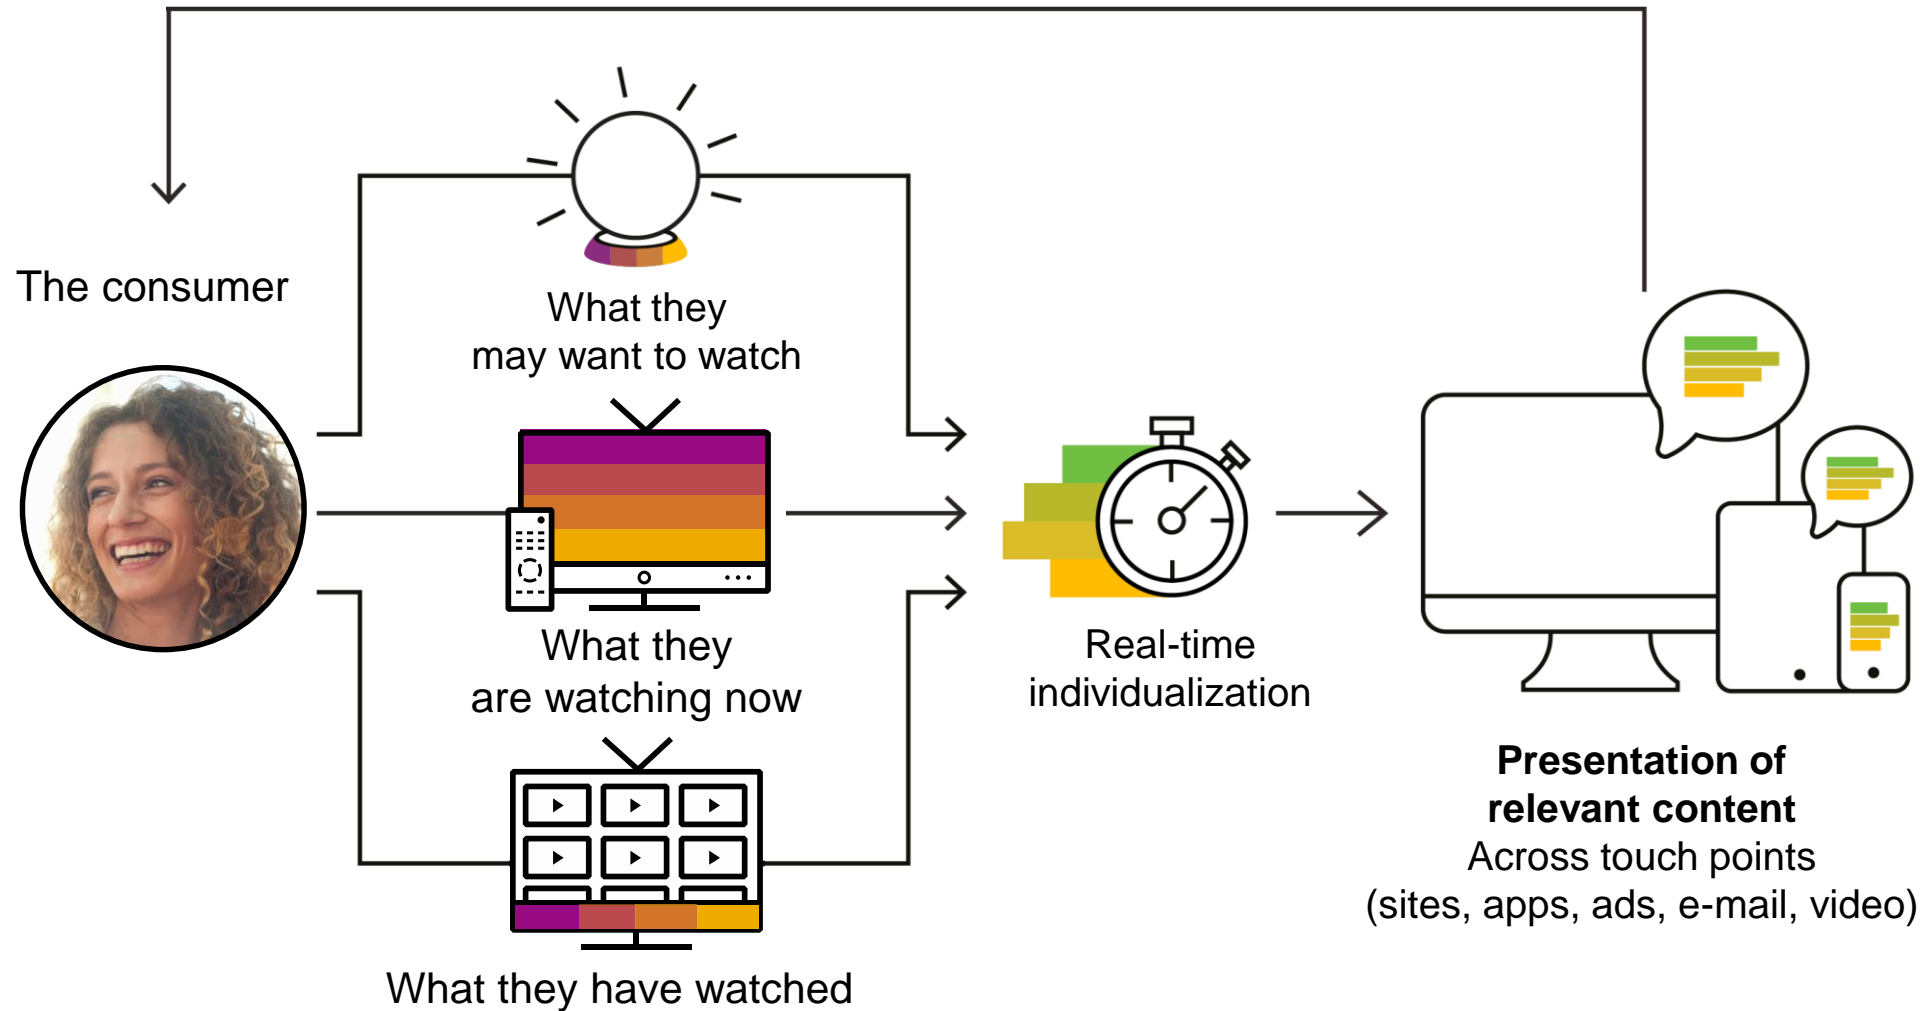 The consumer
What they
may want to watch
What they
are watching now
What they have watched
Real-time
individualization
Presentation of
relevant content
Across touch points
(sites, apps, ads, e-mail, video)